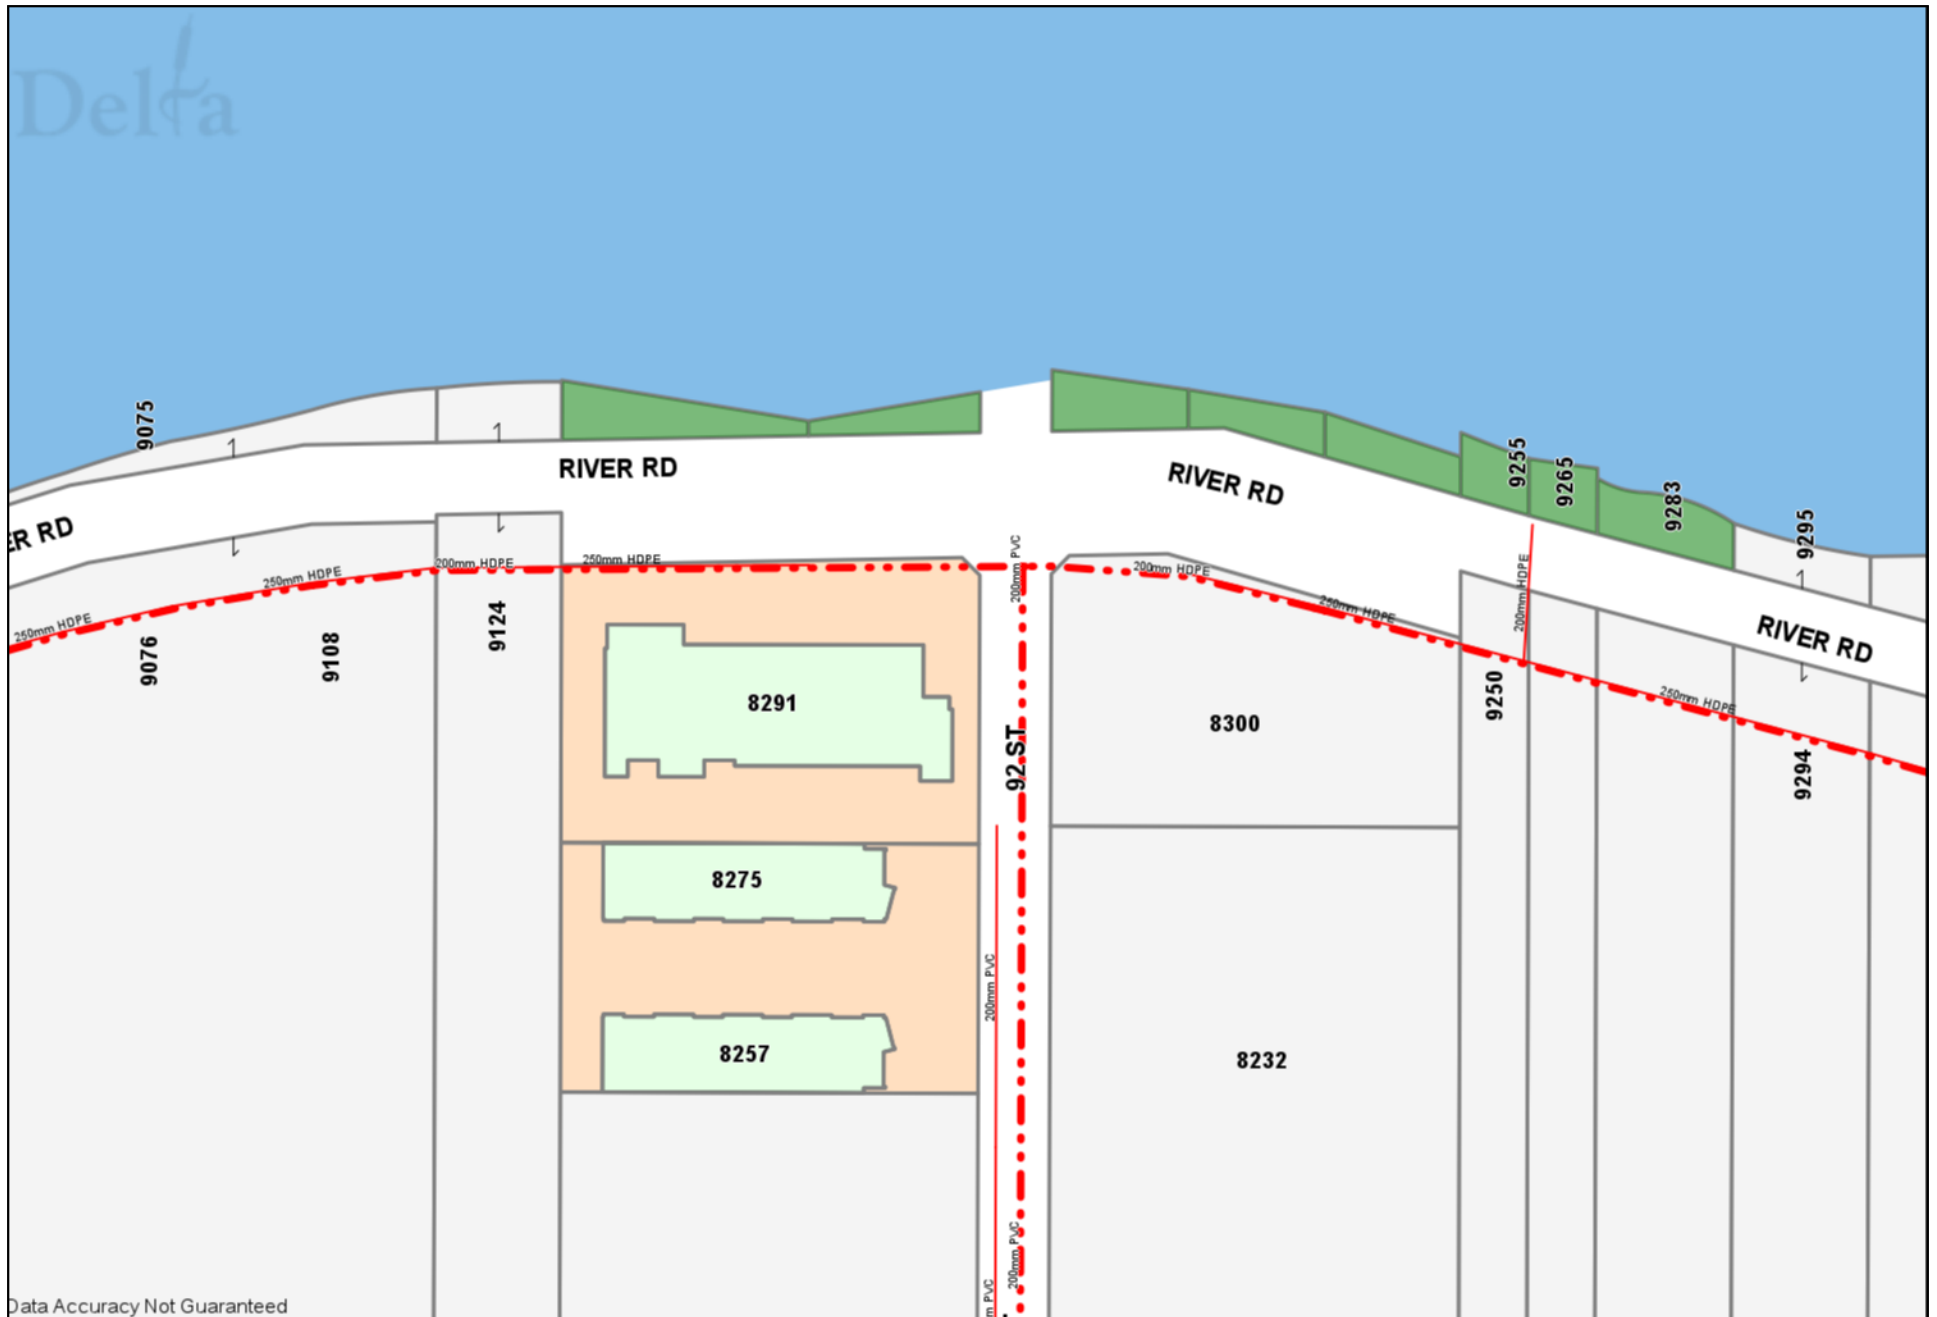 Delta
9075
RIVER RD
RIVER RD
9255
9265
9283
9295
ER RD
250mm HDPE
250mm HDPE
200mm HDPE
250mm HDPE
200mm PVC
200mm HDPE
250mm HDPE
200mm HDPE
RIVER RD
9076
9108
9124
8291
92 ST
8300
9250
250mm HDPE
9294
8275
200mm PVC
8257
8232
200mm PVC
m PVC
Data Accuracy Not Guaranteed